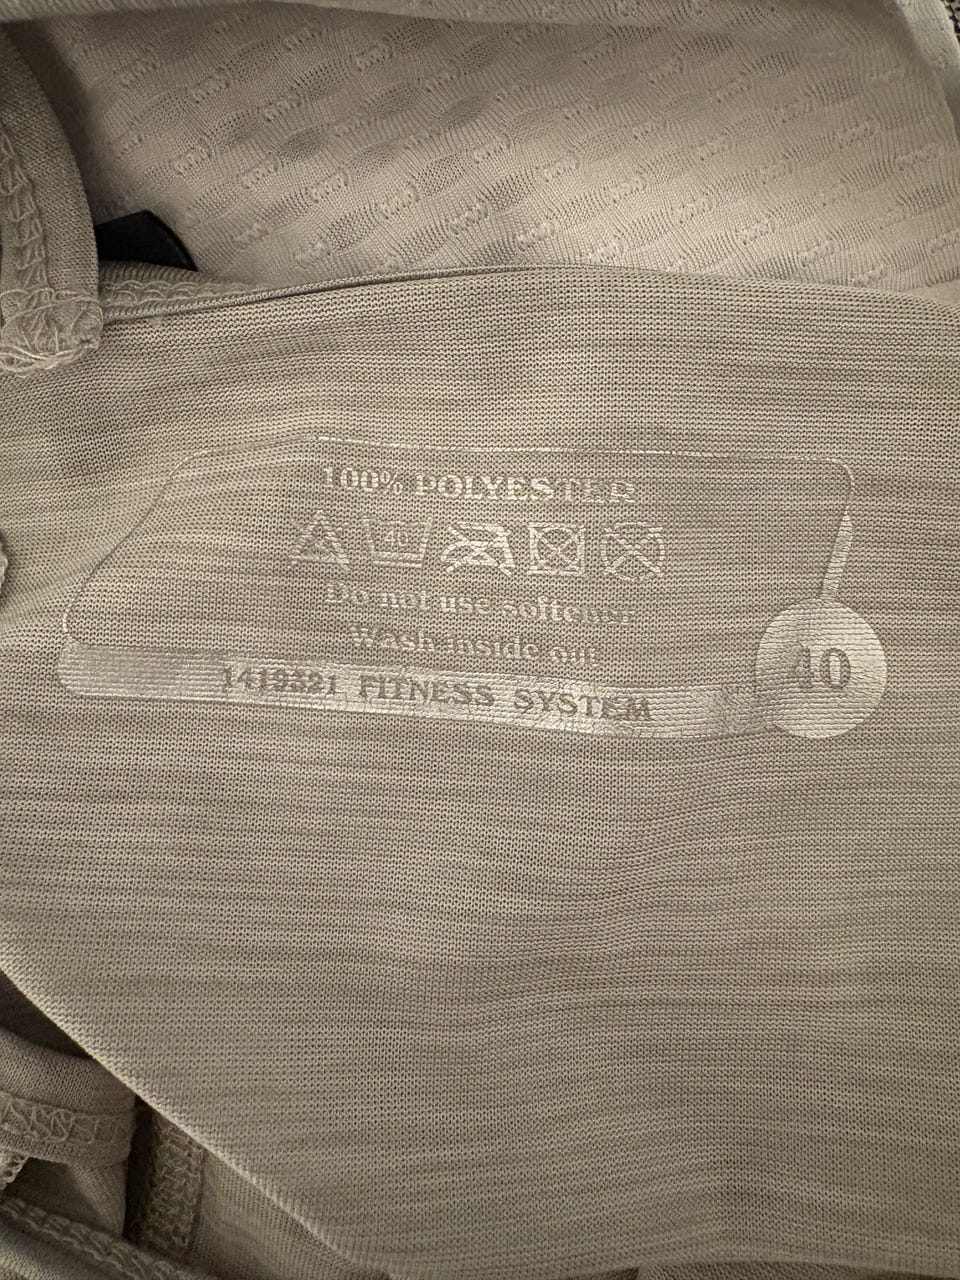 100% POLYESTER
40
Do not use softener
Wash inside out
1419321 FITNESS SYSTEM
40